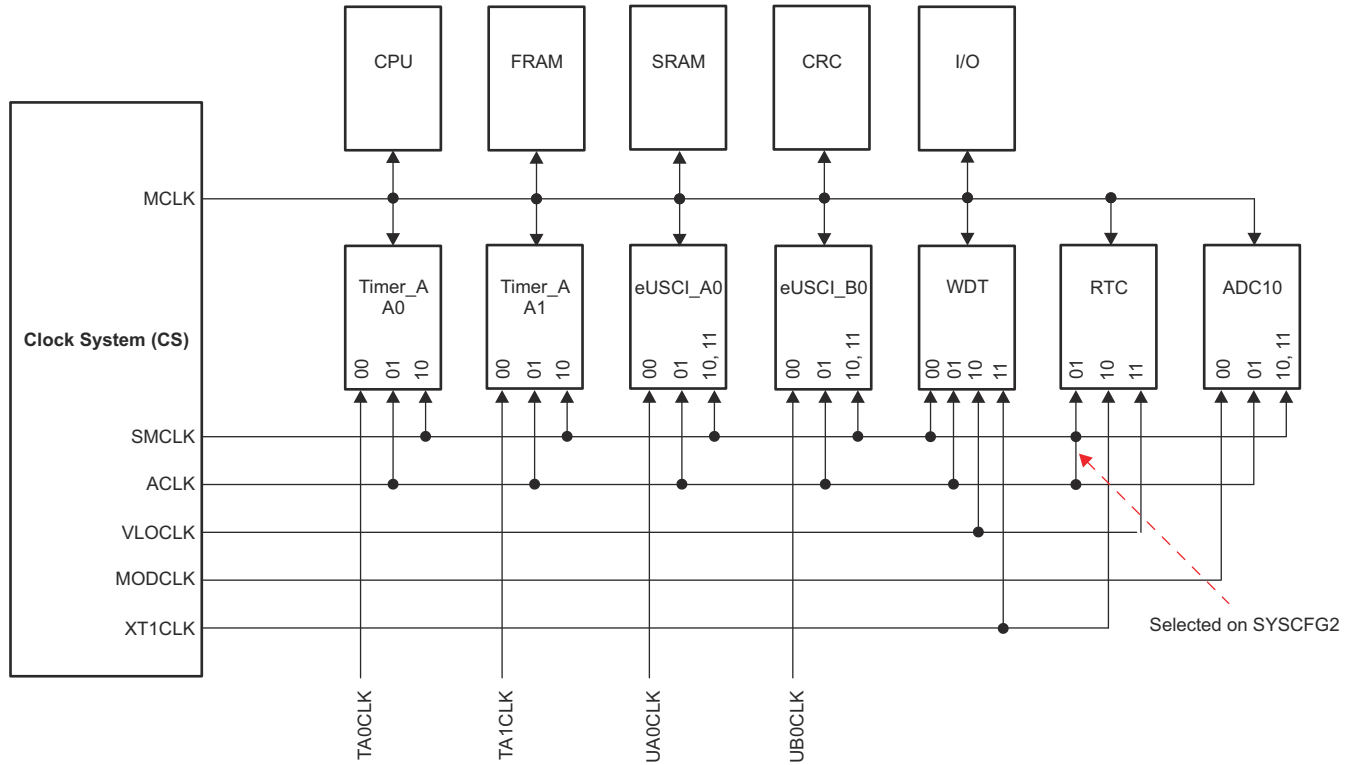 CPU
FRAM
SRAM
CRC
I/O
MCLK
Timer_A
A0
Timer_A
A1
eUSCI_A0
eUSCI_B0
WDT
RTC
ADC10
Clock System (CS)
00
01
10
00
01
10
00
01
10, 11
00
01
10, 11
00
01
10
11
01
10
11
00
01
10, 11
SMCLK
ACLK
VLOCLK
MODCLK
XT1CLK
Selected on SYSCFG2
TA0CLK
TA1CLK
UA0CLK
UB0CLK